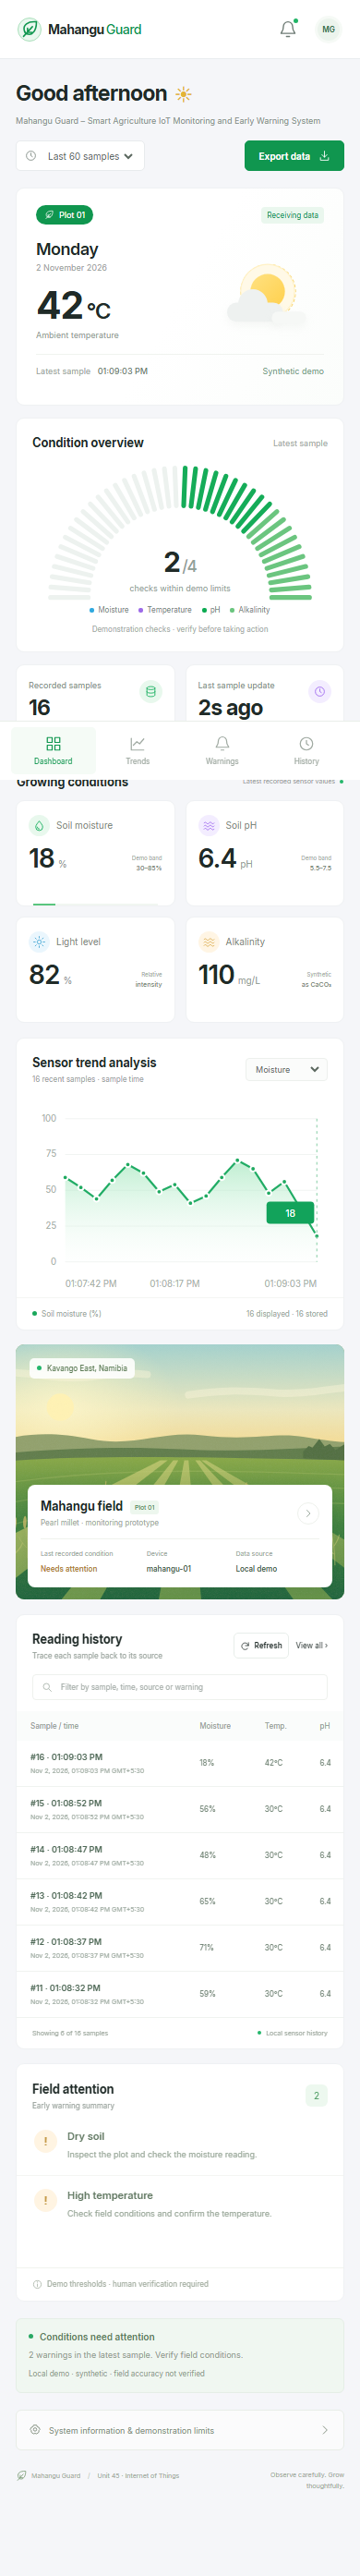 Mahangu Guard
MG
Good afternoon
Mahangu Guard – Smart Agriculture IoT Monitoring and Early Warning System
Last 60 samples
Export data
Plot 01
Receiving data
Monday
2 November 2026
42 °C
Ambient temperature
Latest sample 01:09:03 PM
Synthetic demo
Condition overview
Latest sample
2/4
checks within demo limits
Moisture
Temperature
pH
Alkalinity
Demonstration checks · verify before taking action
Recorded samples
16
Last sample update
2s ago
Dashboard
Trends
Warnings
History
Growing conditions
Latest recorded sensor values
Soil moisture
18 %
Demo band
30–85%
Soil pH
6.4 pH
Demo band
5.5–7.5
Light level
82 %
Relative
intensity
Alkalinity
110 mg/L
Synthetic
as CaCO₃
Sensor trend analysis
16 recent samples · sample time
Moisture
100
75
50
25
0
18
01:07:42 PM
01:08:17 PM
01:09:03 PM
Soil moisture (%)
16 displayed · 16 stored
Kavango East, Namibia
Mahangu field
Plot 01
Pearl millet · monitoring prototype
Last recorded condition
Device
Data source
Needs attention
mahangu-01
Local demo
Reading history
Trace each sample back to its source
Refresh
View all ›
Filter by sample, time, source or warning
Sample / time
Moisture
Temp.
pH
#16 · 01:09:03 PM
Nov 2, 2026, 01:09:03 PM GMT+5:30
18%
42°C
6.4
#15 · 01:08:52 PM
Nov 2, 2026, 01:08:52 PM GMT+5:30
56%
30°C
6.4
#14 · 01:08:47 PM
Nov 2, 2026, 01:08:47 PM GMT+5:30
48%
30°C
6.4
#13 · 01:08:42 PM
Nov 2, 2026, 01:08:42 PM GMT+5:30
65%
30°C
6.4
#12 · 01:08:37 PM
Nov 2, 2026, 01:08:37 PM GMT+5:30
71%
30°C
6.4
#11 · 01:08:32 PM
Nov 2, 2026, 01:08:32 PM GMT+5:30
59%
30°C
6.4
Showing 6 of 16 samples
Local sensor history
Field attention
Early warning summary
2
!
Dry soil
Inspect the plot and check the moisture reading.
!
High temperature
Check field conditions and confirm the temperature.
Demo thresholds · human verification required
Conditions need attention
2 warnings in the latest sample. Verify field conditions.
Local demo · synthetic · field accuracy not verified
System information & demonstration limits
Mahangu Guard / Unit 45 · Internet of Things
Observe carefully. Grow
thoughtfully.